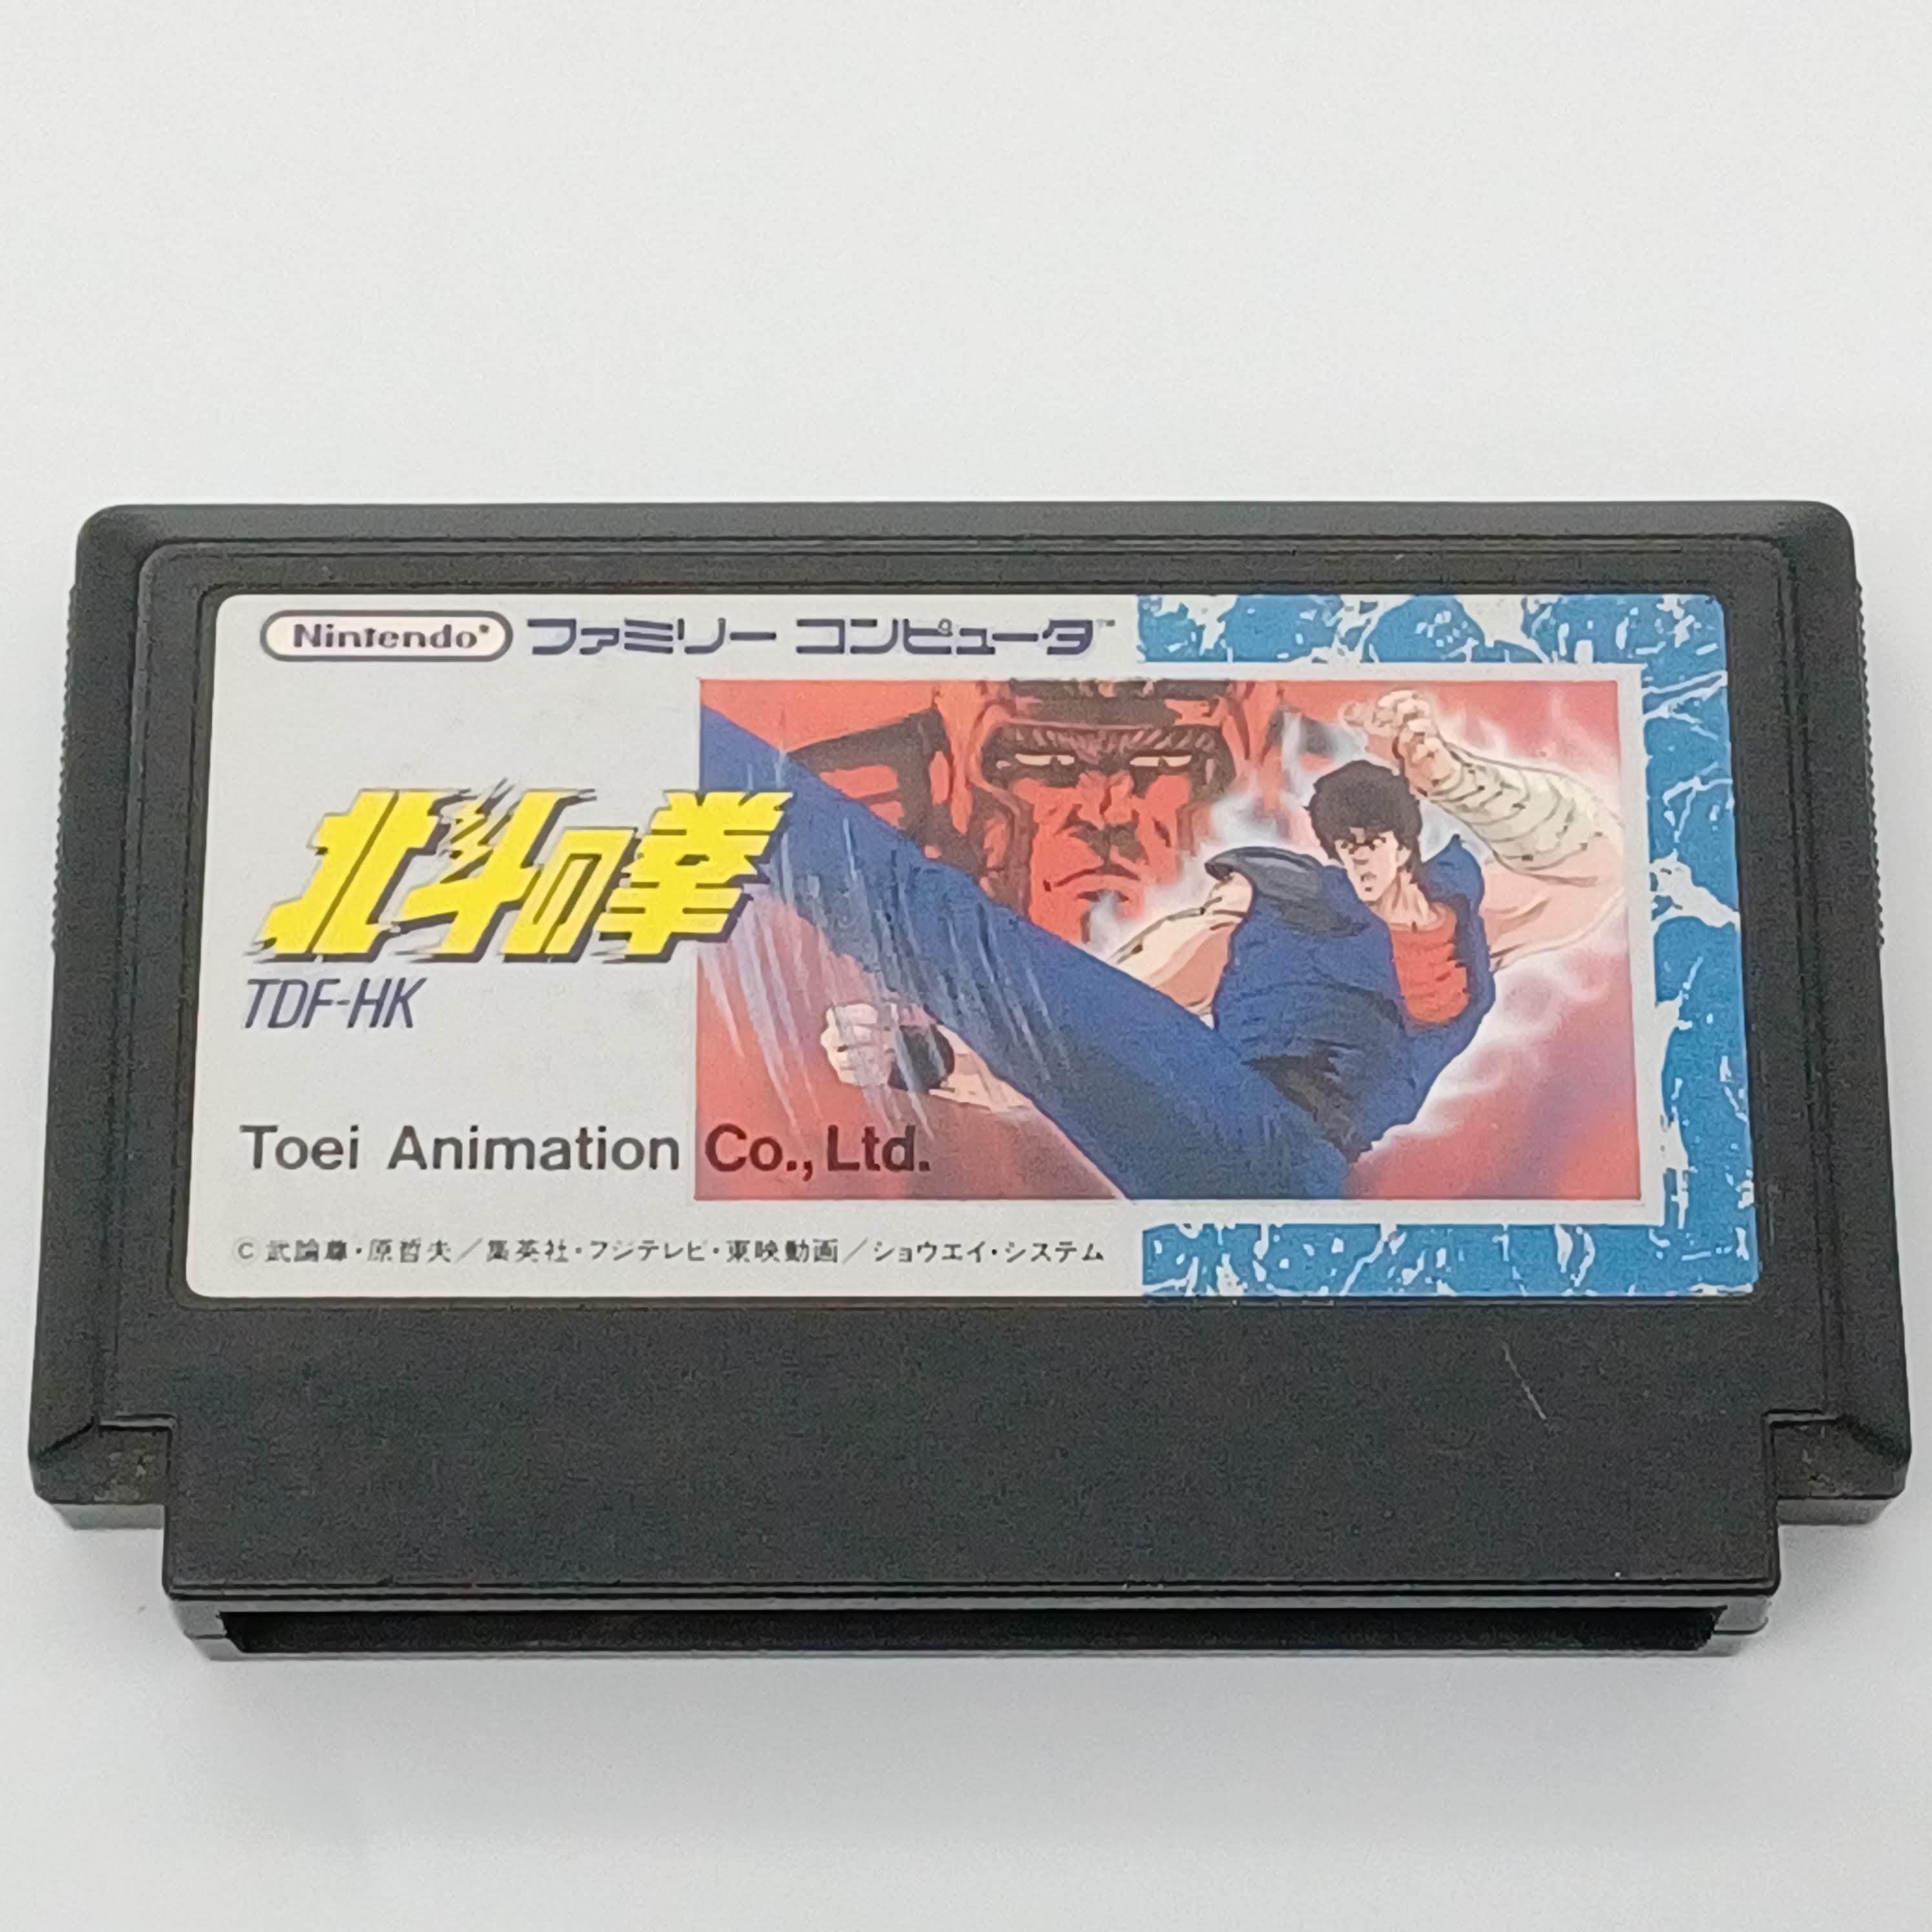 Nintendo® ファミリー コンピュータ™
北斗の拳
TDF-HK
Toei Animation Co., Ltd.
© 武論尊・原哲夫／集英社・フジテレビ・東映動画／ショウエイ・システム